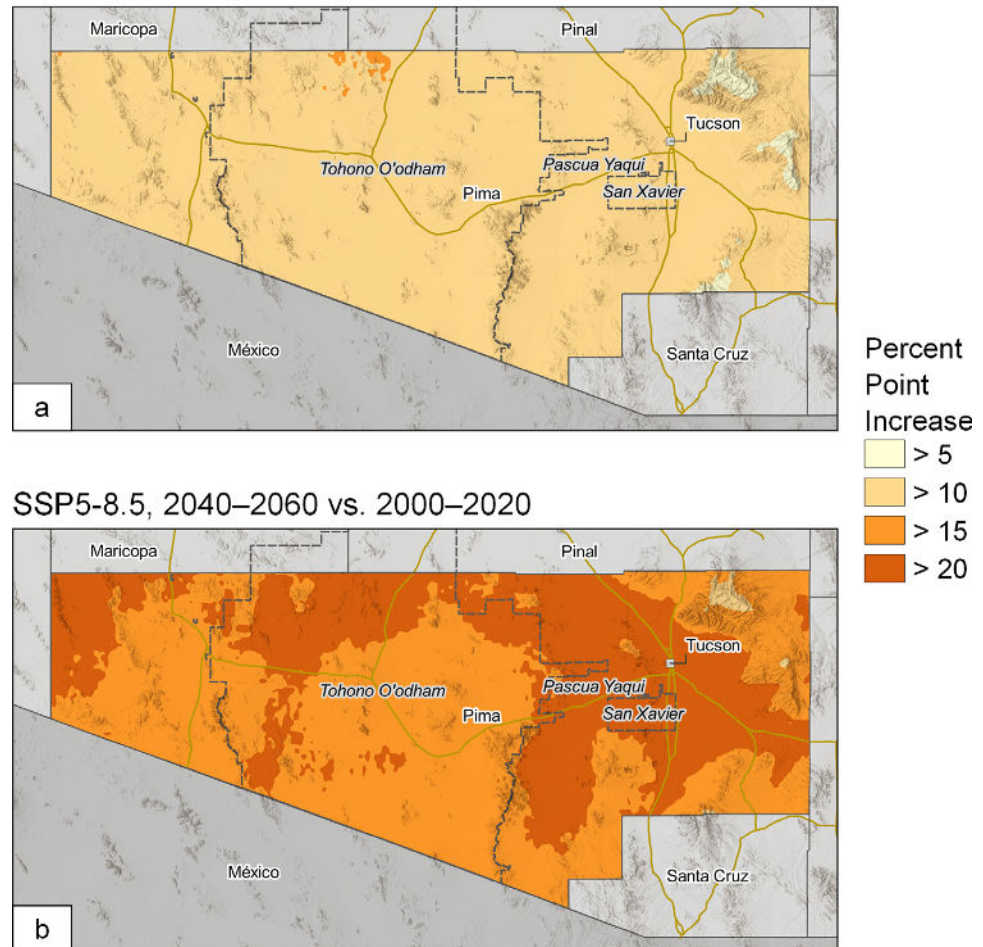 Maricopa
Pinal
Tucson
Tohono O'odham
Pascua Yaqui
San Xavier
Pima
México
Santa Cruz
a
Percent
Point
Increase
> 5
> 10
> 15
> 20
SSP5-8.5, 2040–2060 vs. 2000–2020
Maricopa
Pinal
Tucson
Tohono O'odham
Pascua Yaqui
San Xavier
Pima
México
Santa Cruz
b